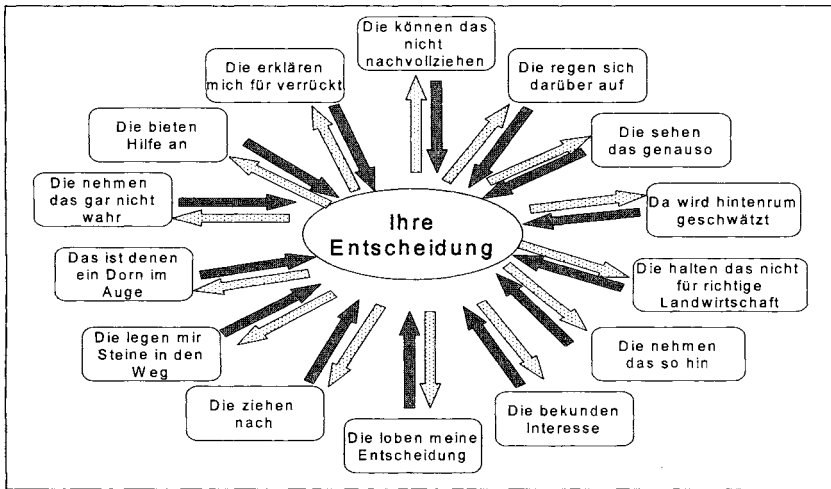 Die können das
nicht
nachvollziehen
Die erklären
mich für verrückt
Die regen sich
darüber auf
Die bieten
Hilfe an
Die sehen
das genauso
Die nehmen
das gar nicht
wahr
Da wird hintenrum
geschwätzt
Ihre
Entscheidung
Das ist denen
ein Dorn im
Auge
Die halten das nicht
für richtige
Landwirtschaft
Die legen mir
Steine in den
Weg
Die nehmen
das so hin
Die ziehen
nach
Die loben meine
Entscheidung
Die bekunden
Interesse